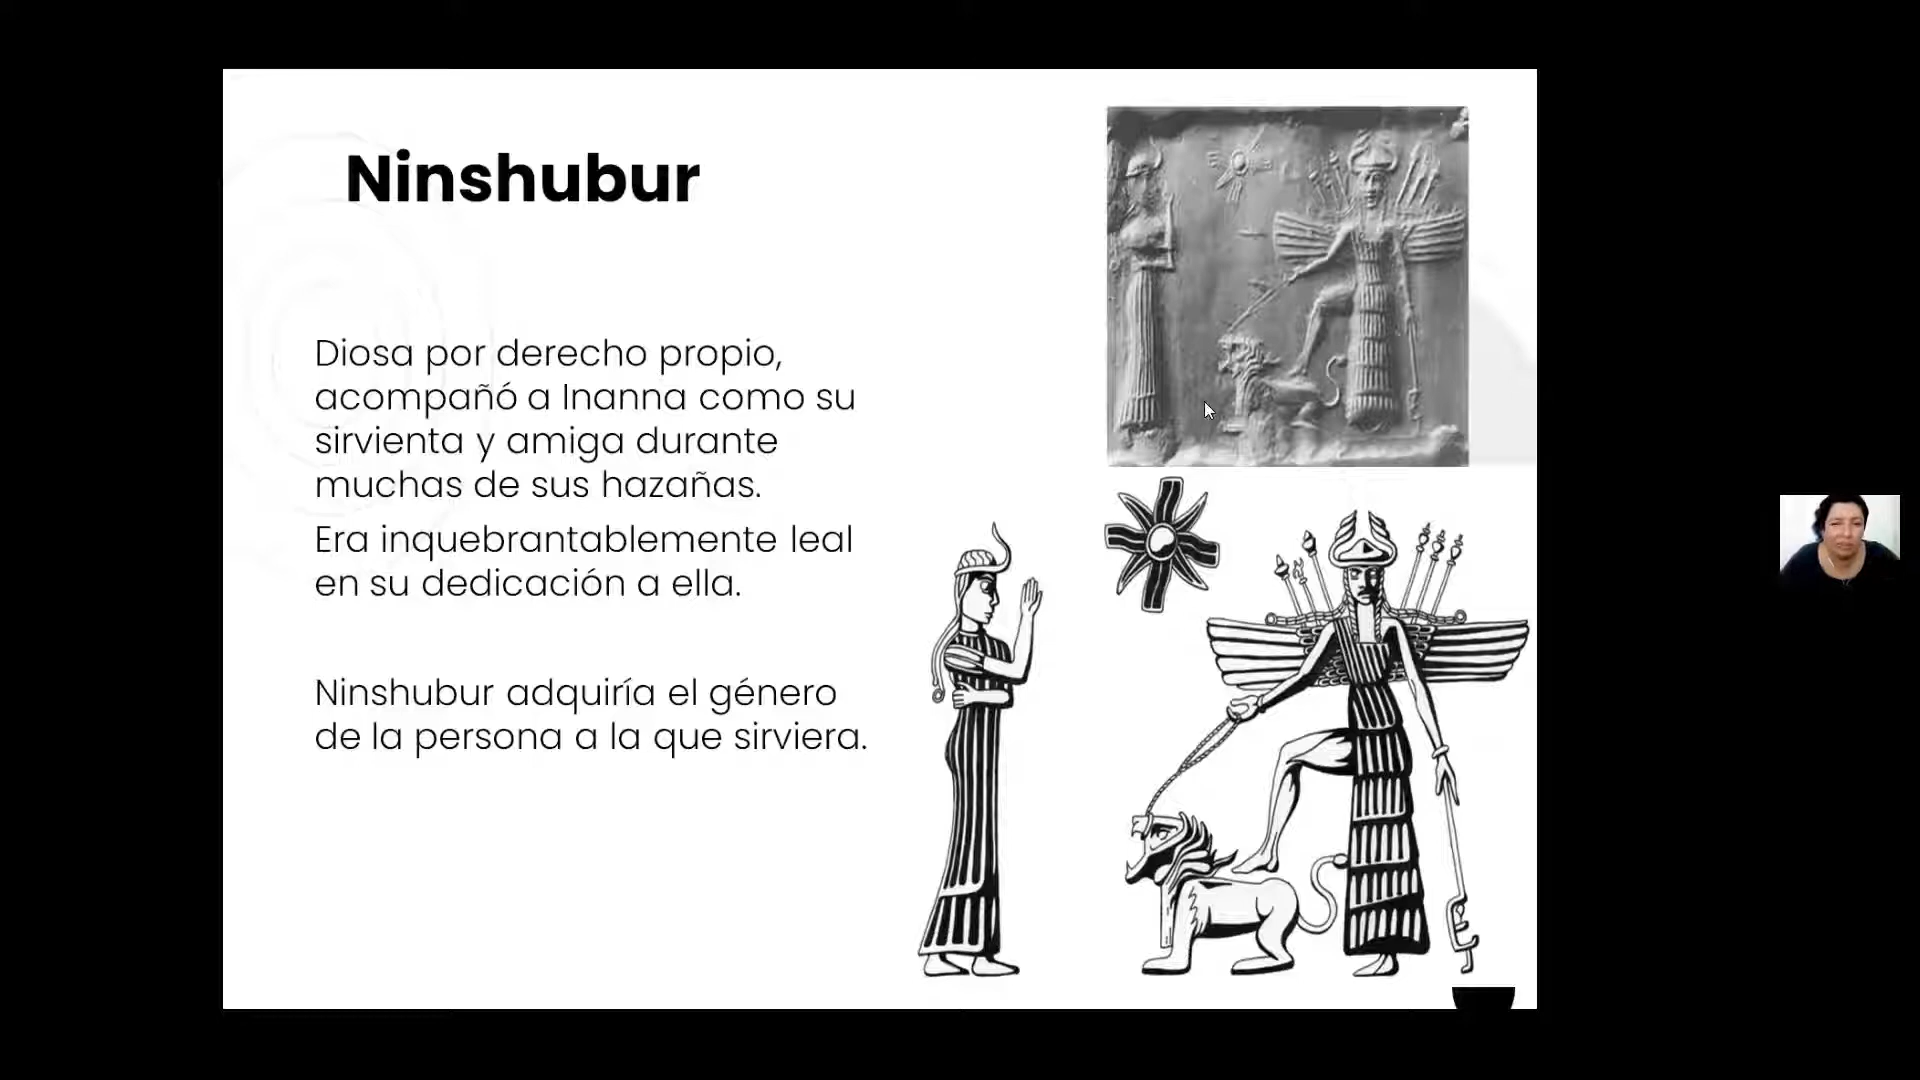 Ninshubur
Diosa por derecho propio,
acompañó a Inanna como su
sirvienta y amiga durante
muchas de sus hazañas.
Era inquebrantablemente leal
en su dedicación a ella.
Ninshubur adquiría el género
de la persona a la que sirviera.